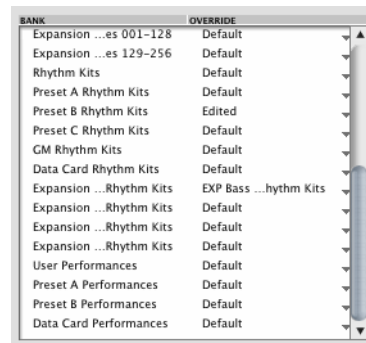 BANK OVERRIDE
Expansion ...es 001-128 Default
Expansion ...es 129-256 Default
Rhythm Kits Default
Preset A Rhythm Kits Default
Preset B Rhythm Kits Edited
Preset C Rhythm Kits Default
GM Rhythm Kits Default
Data Card Rhythm Kits Default
Expansion ...Rhythm Kits EXP Bass ...hythm Kits
Expansion ...Rhythm Kits Default
Expansion ...Rhythm Kits Default
Expansion ...Rhythm Kits Default
User Performances Default
Preset A Performances Default
Preset B Performances Default
Data Card Performances Default